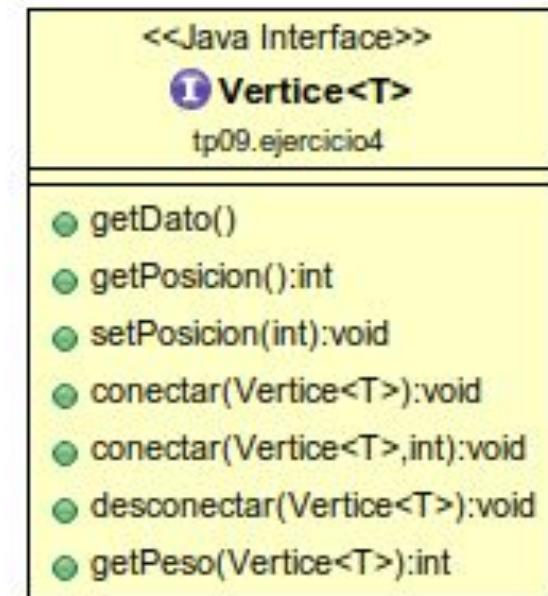 <<Java Interface>>
I Vertice<T>
tp09.ejercicio4
getDato()
getPosicion():int
setPosicion(int):void
conectar(Vertice<T>):void
conectar(Vertice<T>,int):void
desconectar(Vertice<T>):void
getPeso(Vertice<T>):int